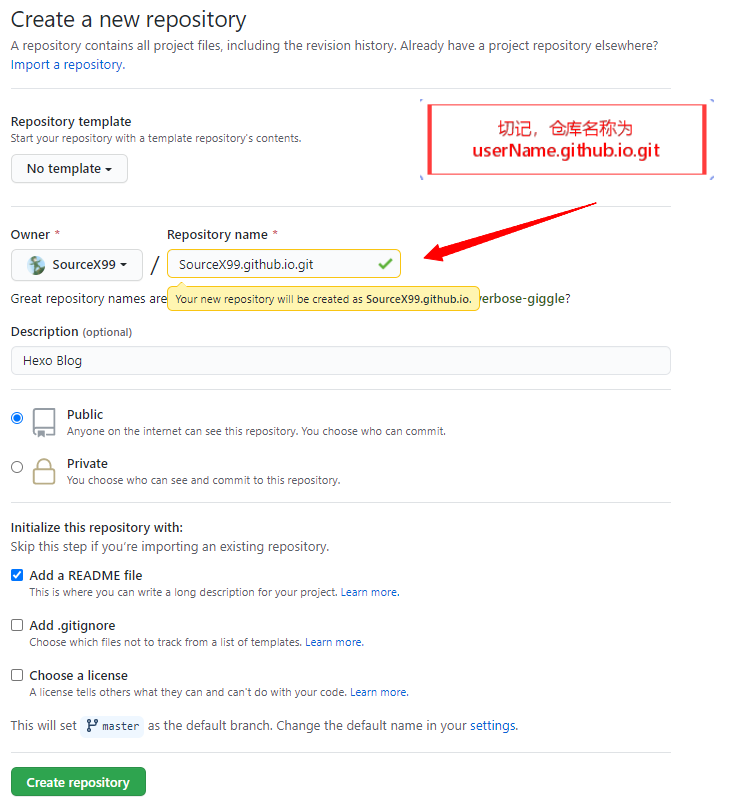 Create a new repository
A repository contains all project files, including the revision history. Already have a project repository elsewhere?
Import a repository.
Repository template
Start your repository with a template repository's contents.
No template
切记，仓库名称为
userName.github.io.git
Owner *
Repository name *
SourceX99
/
SourceX99.github.io.git
Great repository names are
Your new repository will be created as SourceX99.github.io.
erbose-giggle?
Description (optional)
Hexo Blog
Public
Anyone on the internet can see this repository. You choose who can commit.
Private
You choose who can see and commit to this repository.
Initialize this repository with:
Skip this step if you're importing an existing repository.
Add a README file
This is where you can write a long description for your project. Learn more.
Add .gitignore
Choose which files not to track from a list of templates. Learn more.
Choose a license
A license tells others what they can and can't do with your code. Learn more.
This will set master as the default branch. Change the default name in your settings.
Create repository